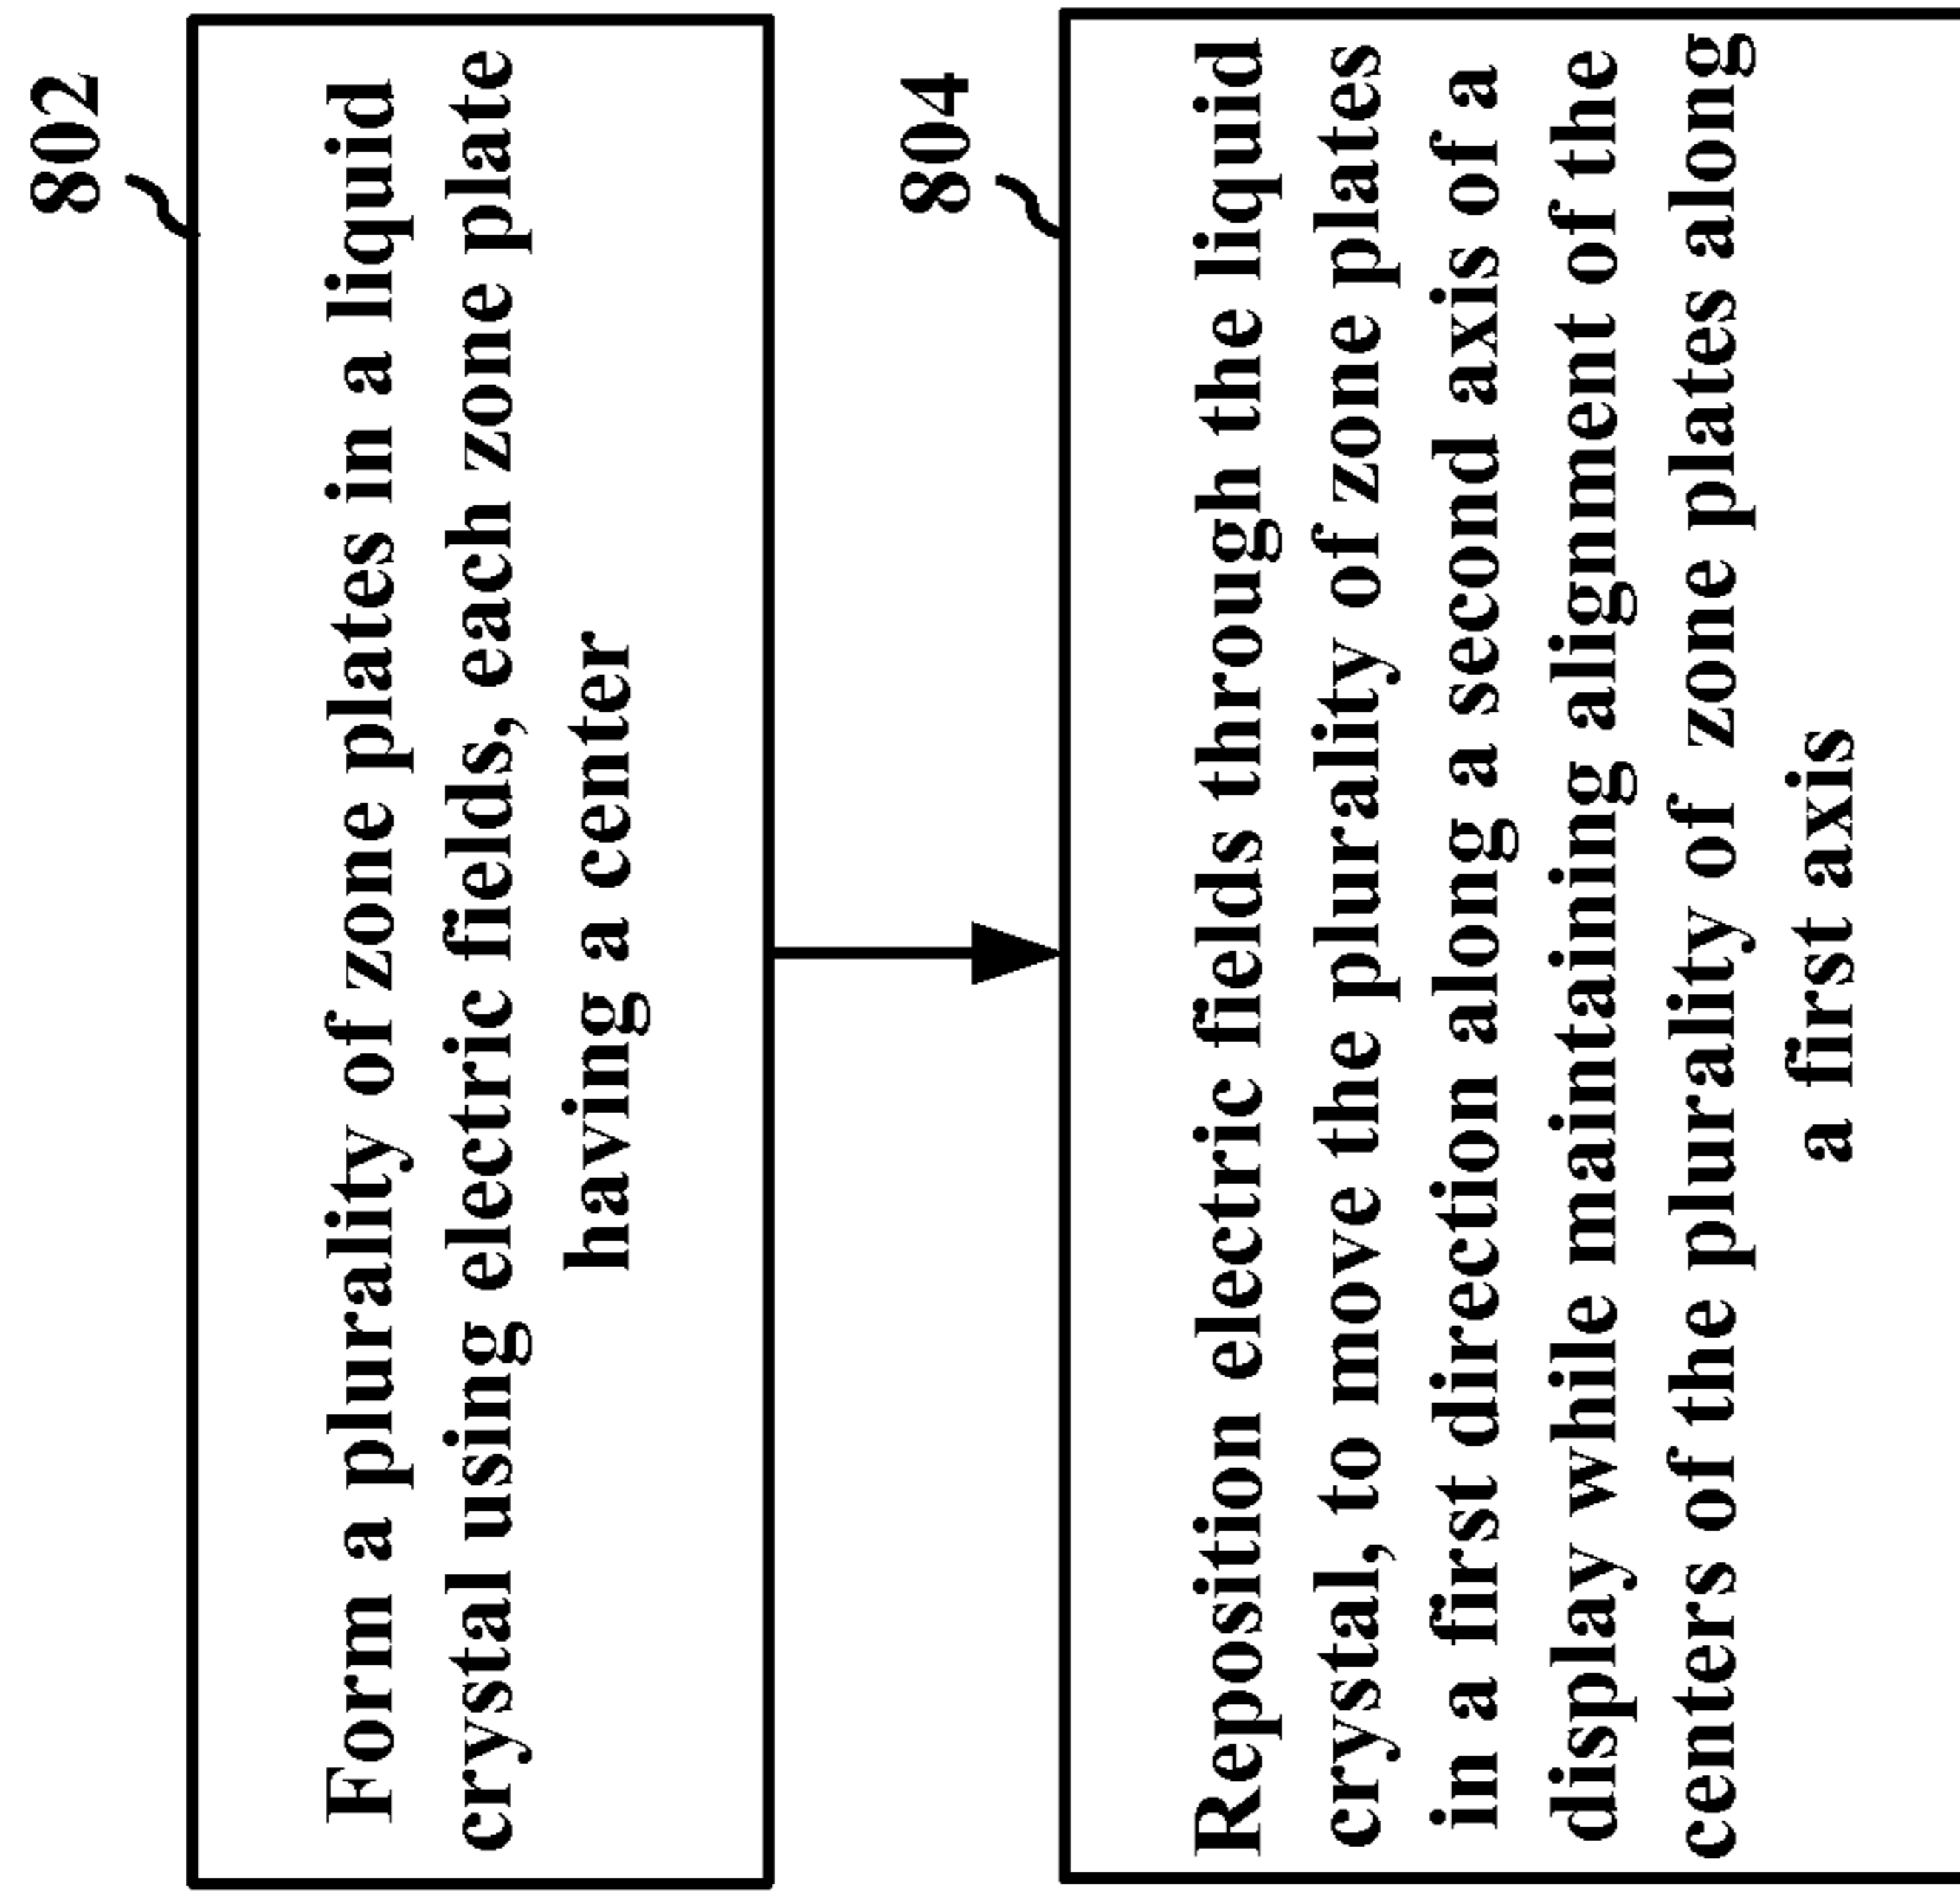 802
Form a plurality of zone plates in a liquid
crystal using electric fields, each zone plate
having a center
804
Reposition electric fields through the liquid
crystal, to move the plurality of zone plates
in a first direction along a second axis of a
display while maintaining alignment of the
centers of the plurality of zone plates along
a first axis